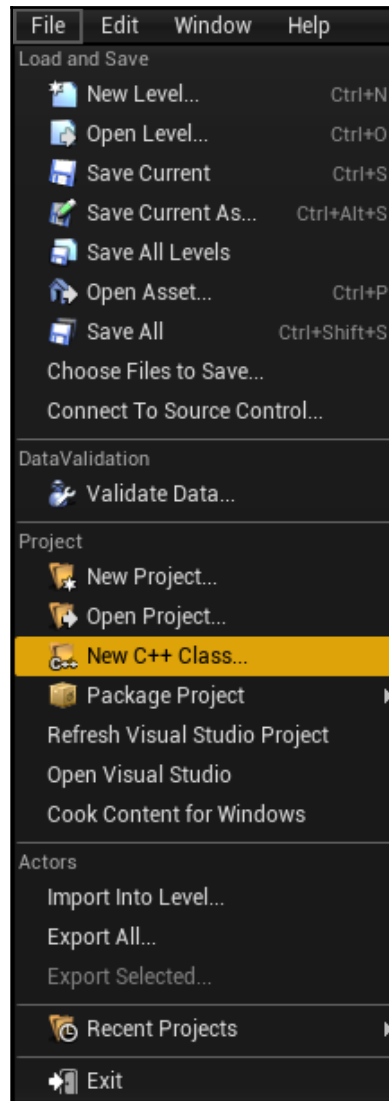 File Edit Window Help
Load and Save
New Level... Ctrl+N
Open Level... Ctrl+O
Save Current Ctrl+S
Save Current As... Ctrl+Alt+S
Save All Levels
Open Asset... Ctrl+P
Save All Ctrl+Shift+S
Choose Files to Save...
Connect To Source Control...
DataValidation
Validate Data...
Project
New Project...
Open Project...
C++ New C++ Class...
Package Project
Refresh Visual Studio Project
Open Visual Studio
Cook Content for Windows
Actors
Import Into Level...
Export All...
Export Selected...
Recent Projects
Exit